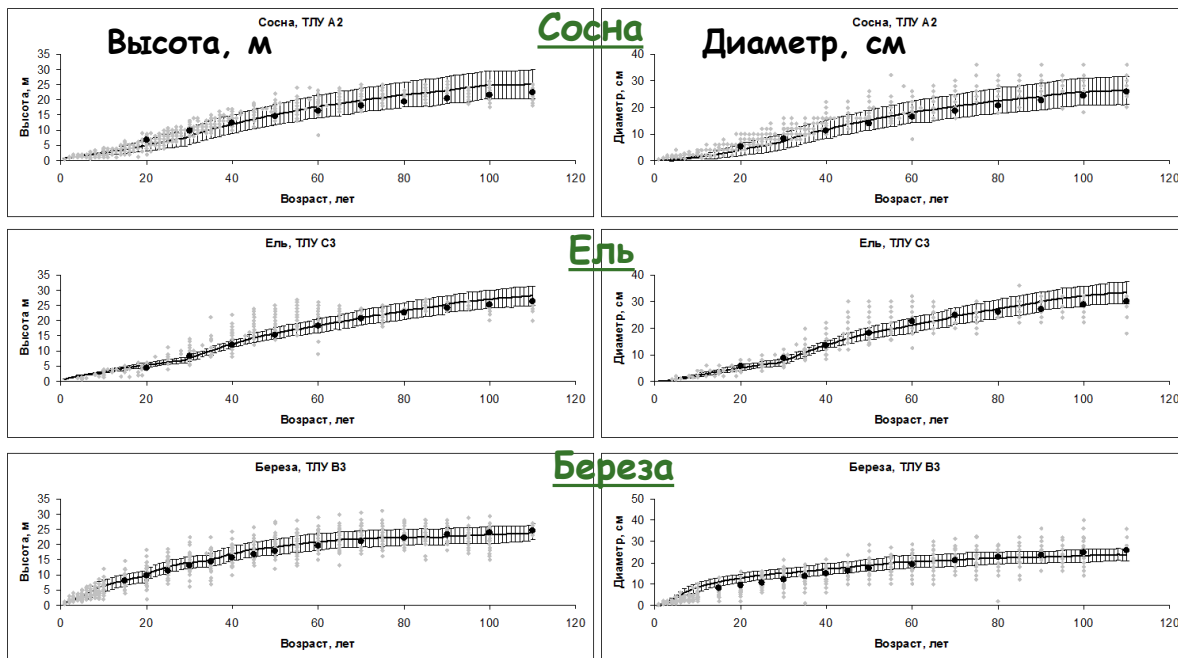 Сосна
Сосна, ТЛУ А2
Высота, м
Высота, м
35
30
25
20
15
10
5
0
0 20 40 60 80 100 120
Возраст, лет
Сосна, ТЛУ А2
Диаметр, см
Диаметр, см
40
30
20
10
0
0 20 40 60 80 100 120
Возраст, лет
Ель
Ель, ТЛУ С3
Высота, м
35
30
25
20
15
10
5
0
0 20 40 60 80 100 120
Возраст, лет
Ель, ТЛУ С3
Диаметр, см
40
30
20
10
0
0 20 40 60 80 100 120
Возраст, лет
Береза
Береза, ТЛУ В3
Высота, м
35
30
25
20
15
10
5
0
0 20 40 60 80 100 120
Возраст, лет
Береза, ТЛУ В3
Диаметр, см
50
40
30
20
10
0
0 20 40 60 80 100 120
Возраст, лет